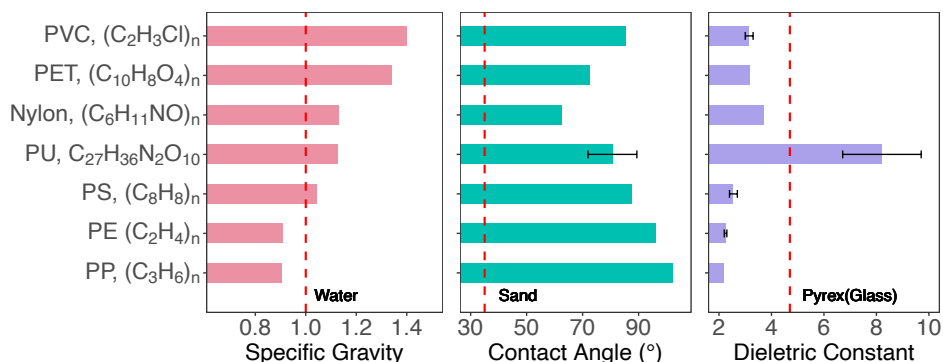 PVC, (C₂H₃Cl)ₙ
PET, (C₁₀H₈O₄)ₙ
Nylon, (C₆H₁₁NO)ₙ
PU, C₂₇H₃₆N₂O₁₀
PS, (C₈H₈)ₙ
PE (C₂H₄)ₙ
PP, (C₃H₆)ₙ
Water
Sand
Pyrex(Glass)
0.8 1.0 1.2 1.4
30 50 70 90
2 4 6 8 10
Specific Gravity
Contact Angle (°)
Dieletric Constant